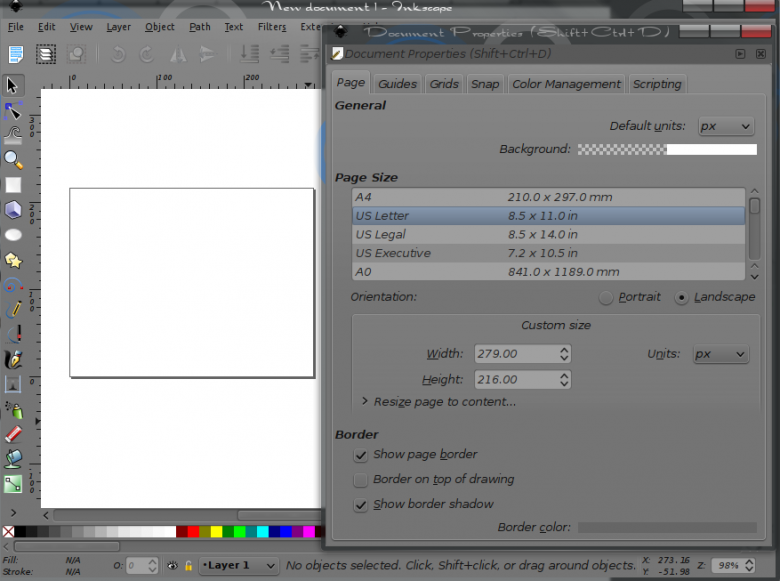 New document 1 - Inkscape
File Edit View Layer Object Path Text Filters
Document Properties (Shift+Ctrl+D)
Document Properties (Shift+Ctrl+D)
0 100 200
Page Guides Grids Snap Color Management Scripting
General
Default units: px
Background:
Page Size
A4 210.0 x 297.0 mm
US Letter 8.5 x 11.0 in
US Legal 8.5 x 14.0 in
US Executive 7.2 x 10.5 in
A0 841.0 x 1189.0 mm
Orientation: Portrait Landscape
Custom size
Width: 279.00 Units: px
Height: 216.00
Resize page to content...
Border
Show page border
Border on top of drawing
Show border shadow
Border color:
300
200
100
0
-100
Fill: N/A
Stroke: N/A
O: 0
•Layer 1
No objects selected. Click, Shift+click, or drag around objects.
X: 273.16
Y: -51.98
Z: 98%